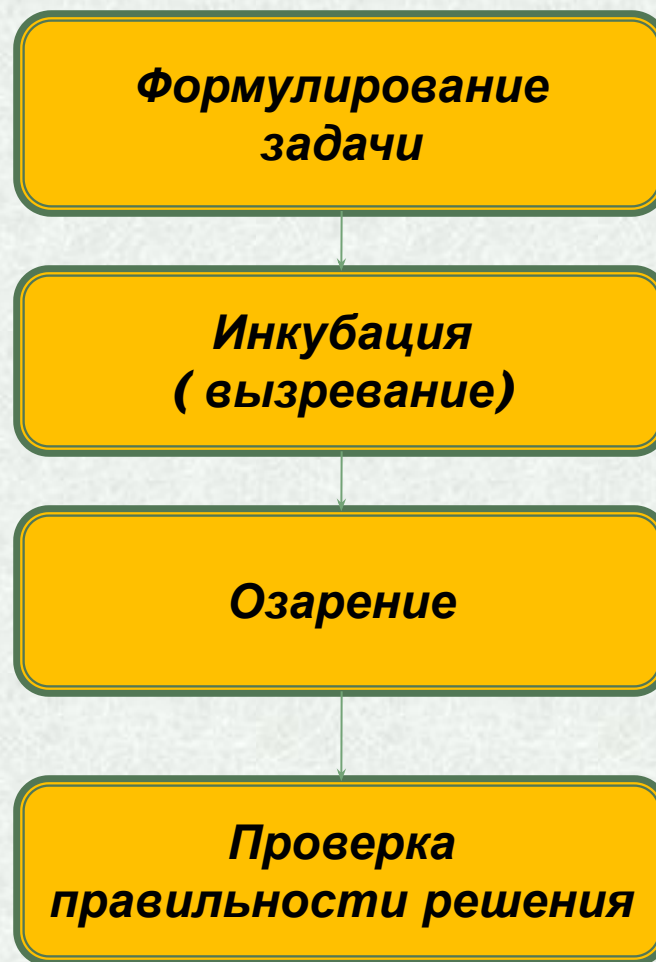 Формулирование
задачи
Инкубация
( вызревание)
Озарение
Проверка
правильности решения